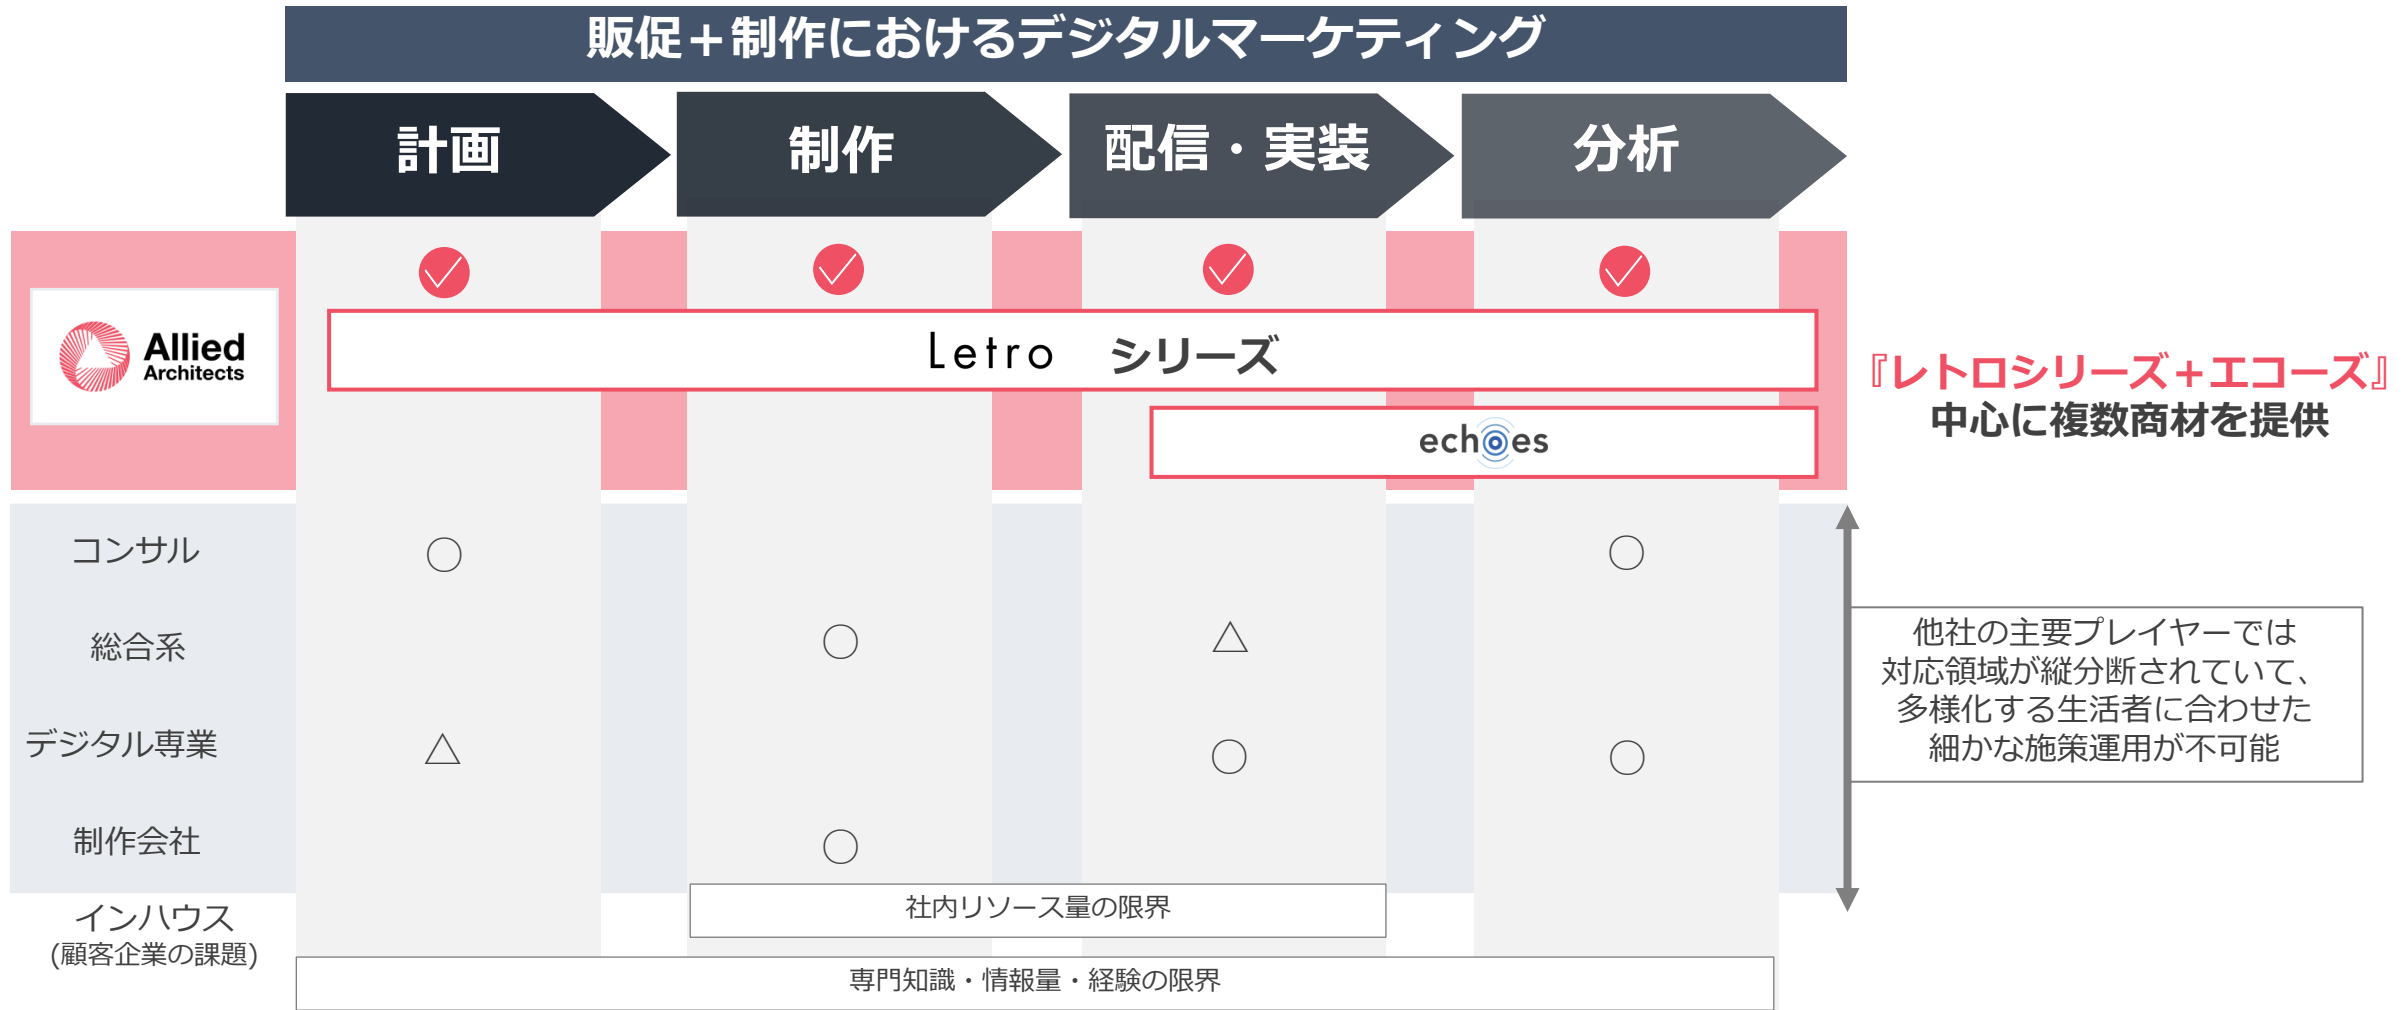 販促＋制作におけるデジタルマーケティング
計画
制作
配信・実装
分析
Allied
Architects
Letro シリーズ
echoes
『レトロシリーズ＋エコーズ』
中心に複数商材を提供
コンサル
〇
〇
総合系
〇
△
デジタル専業
△
〇
〇
制作会社
〇
他社の主要プレイヤーでは
対応領域が縦分断されていて、
多様化する生活者に合わせた
細かな施策運用が不可能
インハウス
(顧客企業の課題)
社内リソース量の限界
専門知識・情報量・経験の限界